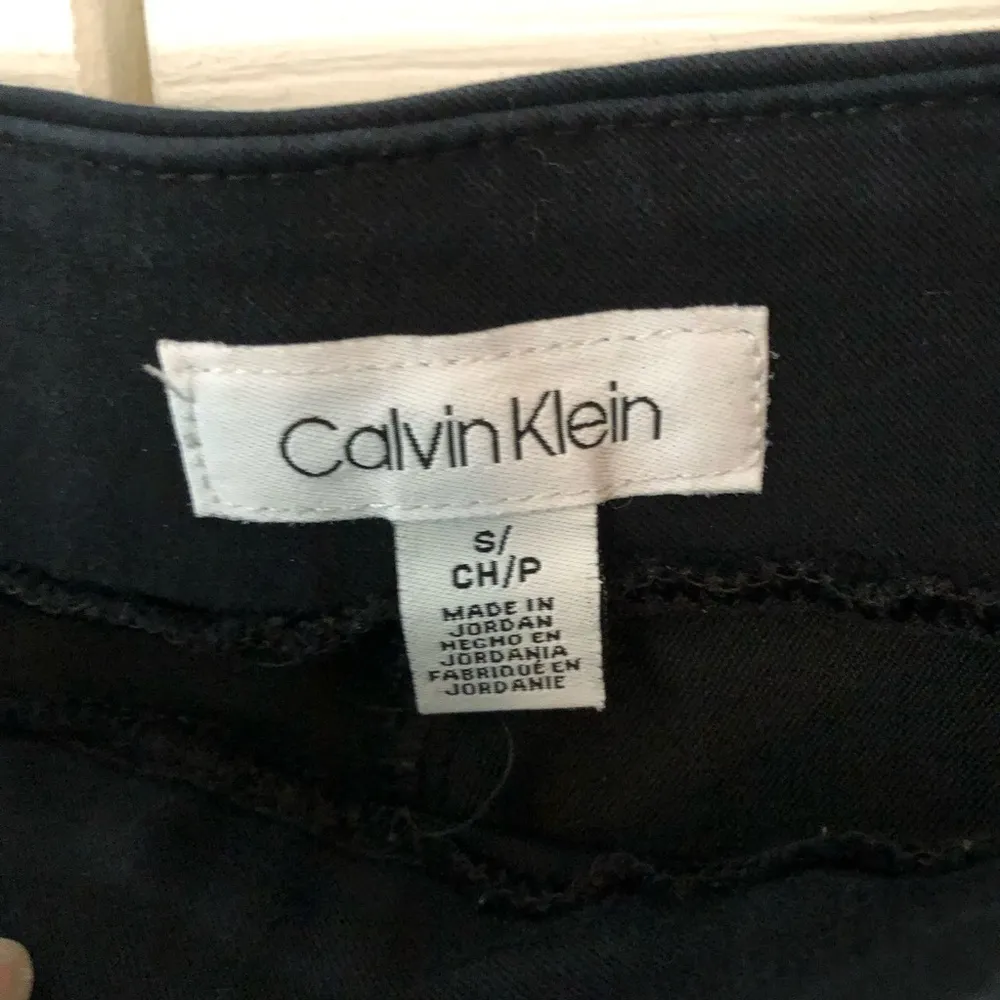 Calvin Klein
S/
CH/P
MADE IN
JORDAN
HECHO EN
JORDANIA
FABRIQUÉ EN
JORDANIE